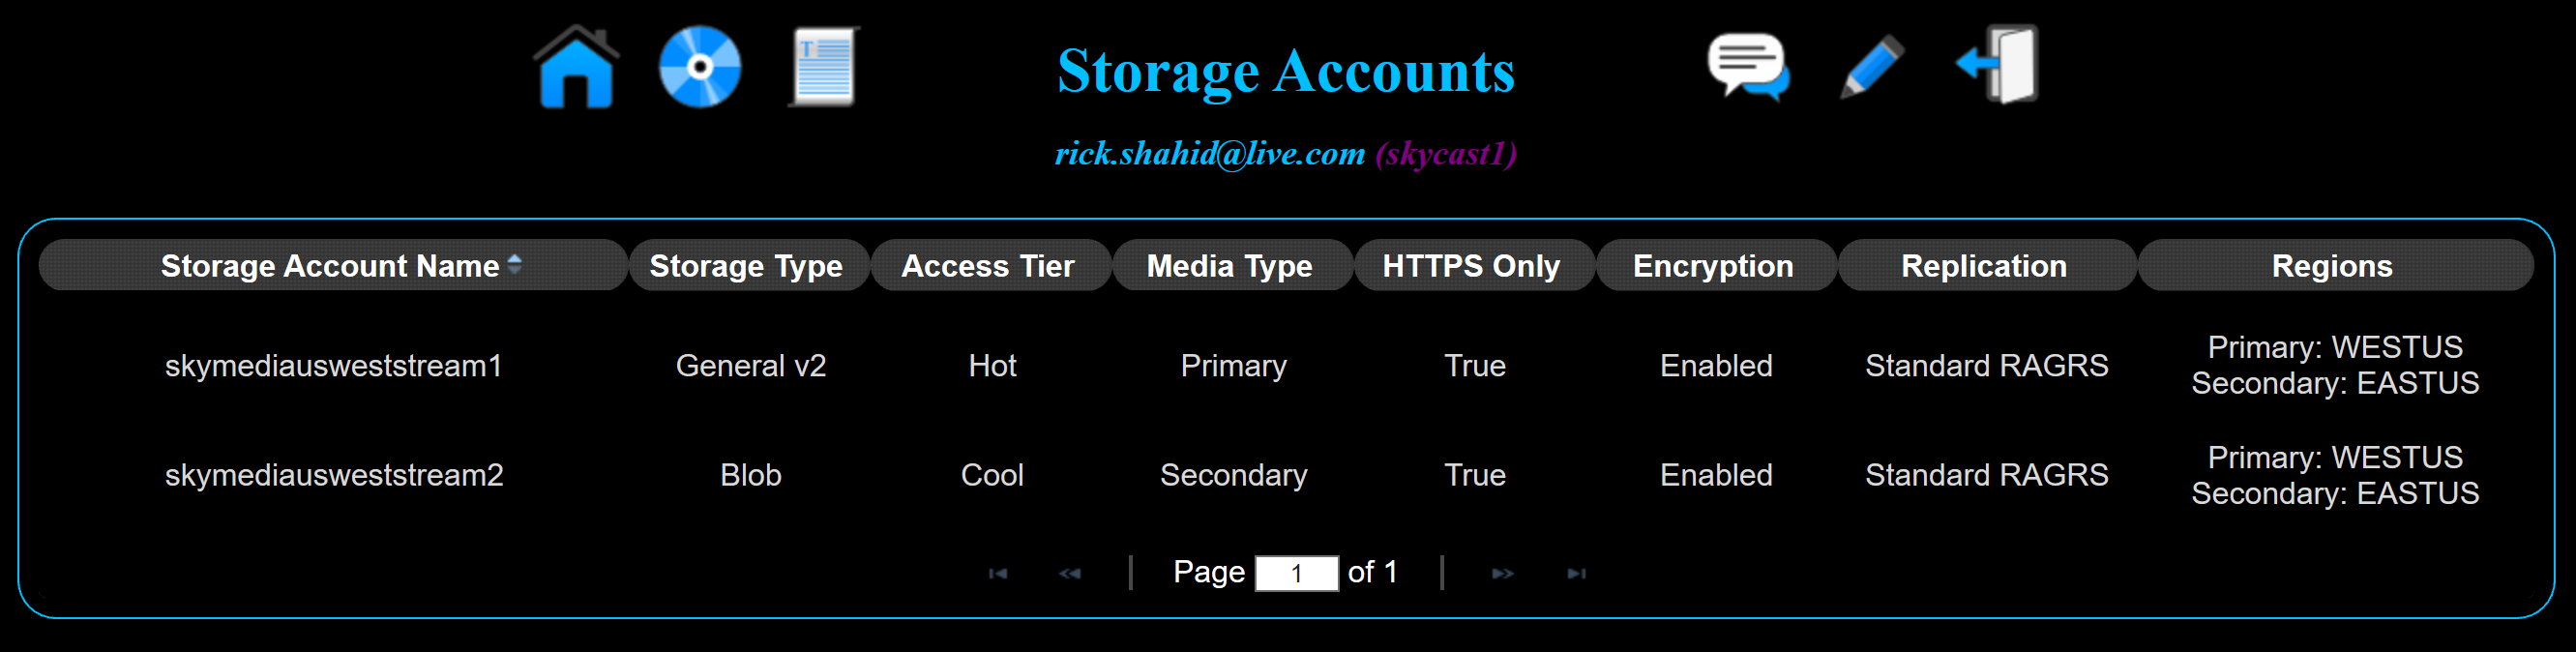 Storage Accounts
rick.shahid@live.com (skycast1)
Storage Account Name Storage Type Access Tier Media Type HTTPS Only Encryption Replication Regions
skymediausweststream1 General v2 Hot Primary True Enabled Standard RAGRS Primary: WESTUS
Secondary: EASTUS
skymediausweststream2 Blob Cool Secondary True Enabled Standard RAGRS Primary: WESTUS
Secondary: EASTUS
Page 1 of 1